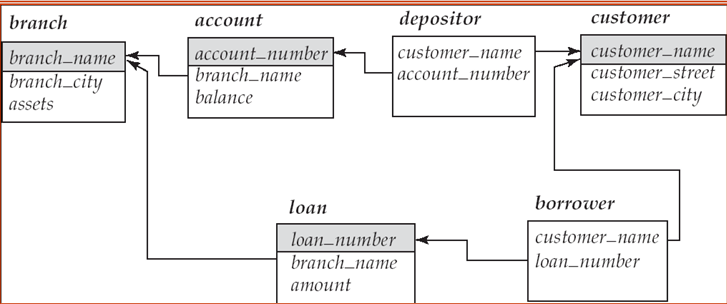 branch
branch_name
branch_city
assets
account
account_number
branch_name
balance
depositor
customer_name
account_number
customer
customer_name
customer_street
customer_city
loan
loan_number
branch_name
amount
borrower
customer_name
loan_number